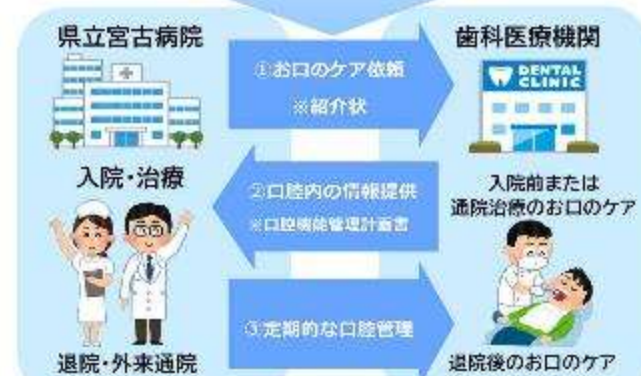 県立宮古病院
歯科医療機関
①お口のケア依頼
※紹介状
DENTAL
CLINIC
入院・治療
②口腔内の情報提供
※口腔機能管理計画書
入院前または
通院治療のお口のケア
③定期的な口腔管理
退院・外来通院
退院後のお口のケア